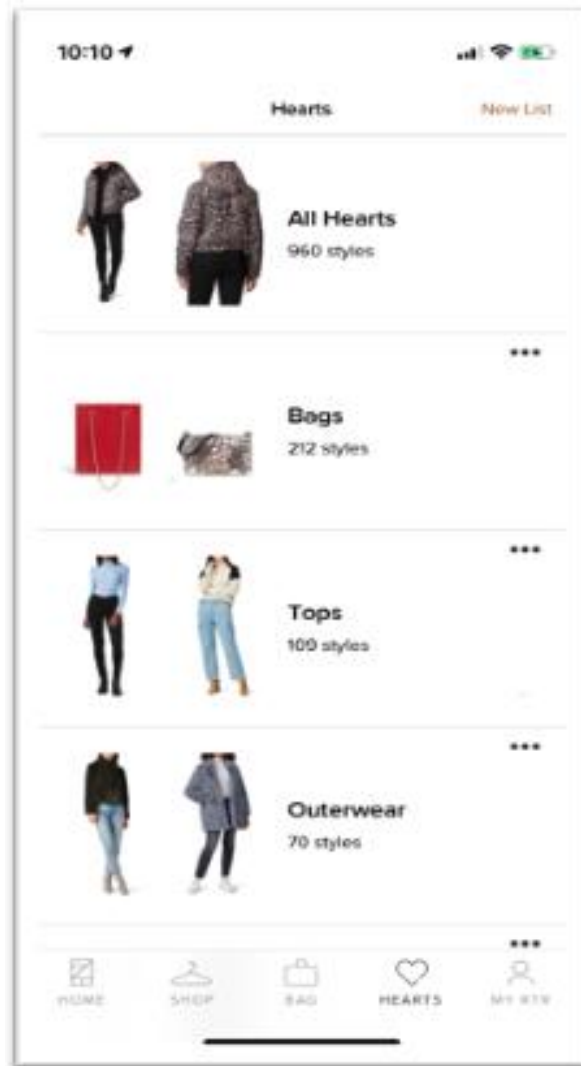 10:10
Hearts
New List
All Hearts
960 styles
Bags
212 styles
Tops
109 styles
Outerwear
70 styles
HOME
SHOP
BAG
HEARTS
MY RTR